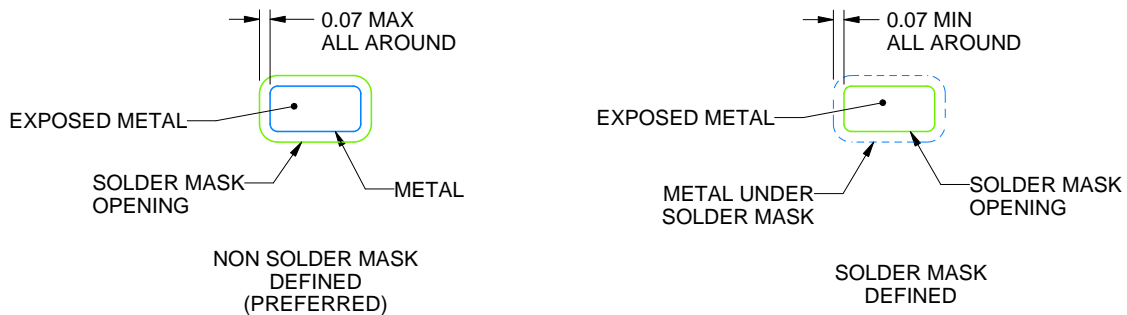 0.07 MAX
ALL AROUND
EXPOSED METAL
SOLDER MASK
OPENING
METAL
NON SOLDER MASK
DEFINED
(PREFERRED)
0.07 MIN
ALL AROUND
EXPOSED METAL
METAL UNDER
SOLDER MASK
SOLDER MASK
OPENING
SOLDER MASK
DEFINED